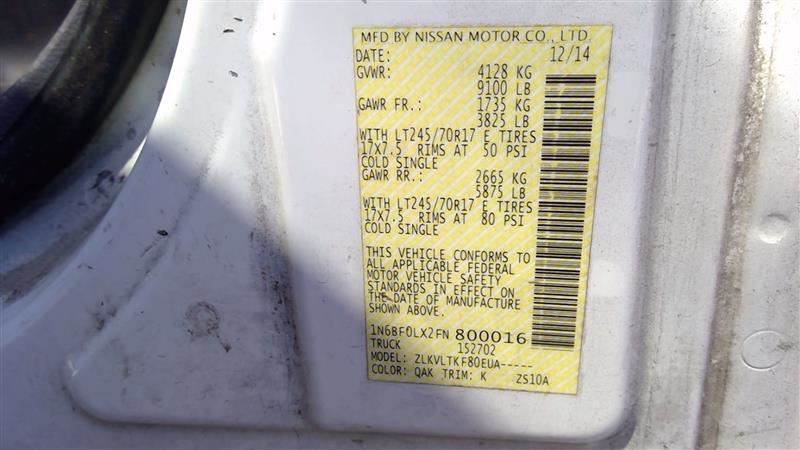 MFD BY NISSAN MOTOR CO., LTD.
DATE: 12/14
GVWR: 4128 KG
9100 LB
GAWR FR.: 1735 KG
3825 LB
WITH LT245/70R17 E TIRES
17X7.5 RIMS AT 50 PSI
COLD SINGLE
GAWR RR.: 2665 KG
5875 LB
WITH LT245/70R17 E TIRES
17X7.5 RIMS AT 80 PSI
COLD SINGLE
THIS VEHICLE CONFORMS TO
ALL APPLICABLE FEDERAL
MOTOR VEHICLE SAFETY
STANDARDS IN EFFECT ON
THE DATE OF MANUFACTURE
SHOWN ABOVE.
1N6BF0LX2FN 800016
TRUCK 152702
MODEL: ZLKVLTKF80EUA-----
COLOR: QAK TRIM: K ZS10A